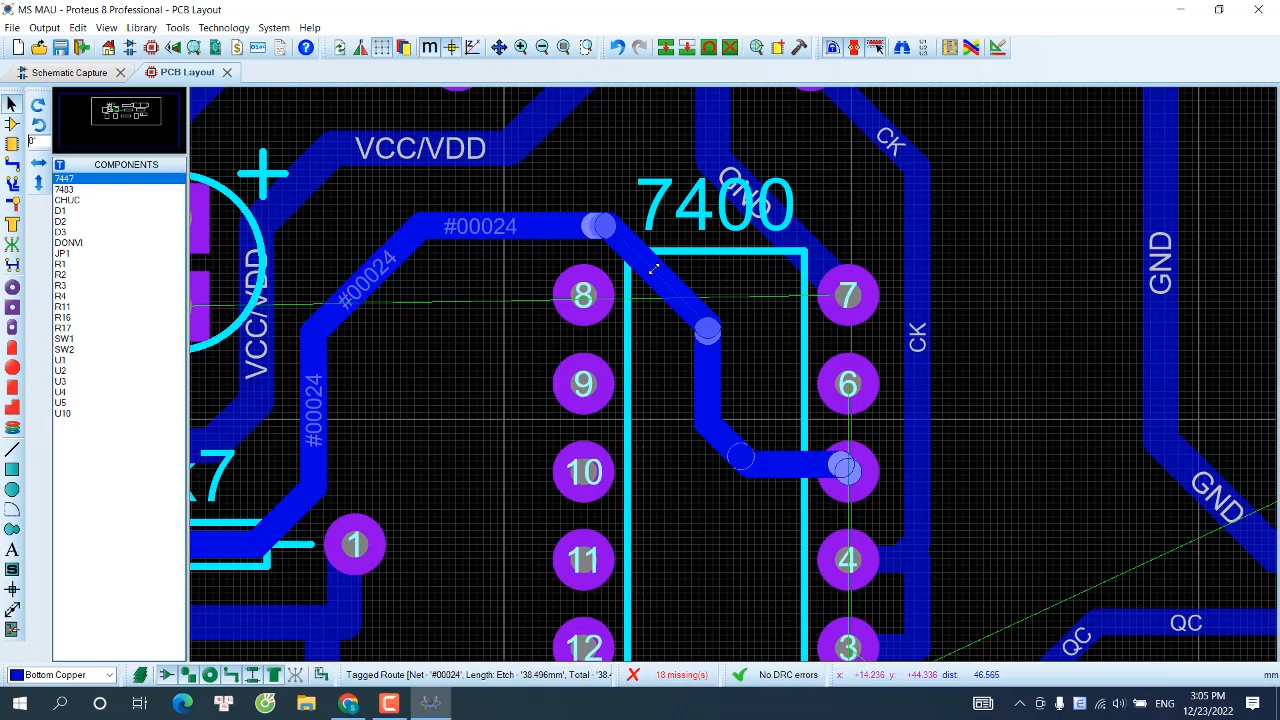 MS MAU - Proteus 8 Professional - PCB Layout
File Output Edit View Library Tools Technology System Help
Schematic Capture
PCB Layout
COMPONENTS
7447
7483
CHUC
D1
D2
D3
DONVI
JP1
R1
R2
R3
R4
R11
R16
R17
SW1
SW2
U1
U2
U3
U4
U5
U10
VCC/VDD
7400
GND
CK
#00024
#00024
#00024
VCC/VDD
8
7
9
6
CK
GND
10
7
GND
1
11
4
12
3
QC
QC
Bottom Copper
Tagged Route [Net : '#00024', Length: Etch - '38.496mm', Total - '38.4
18 missing(s)
No DRC errors
x: +14.236 y: +44.336 dist: 46.565 mm
ENG
3:05 PM
12/23/2022